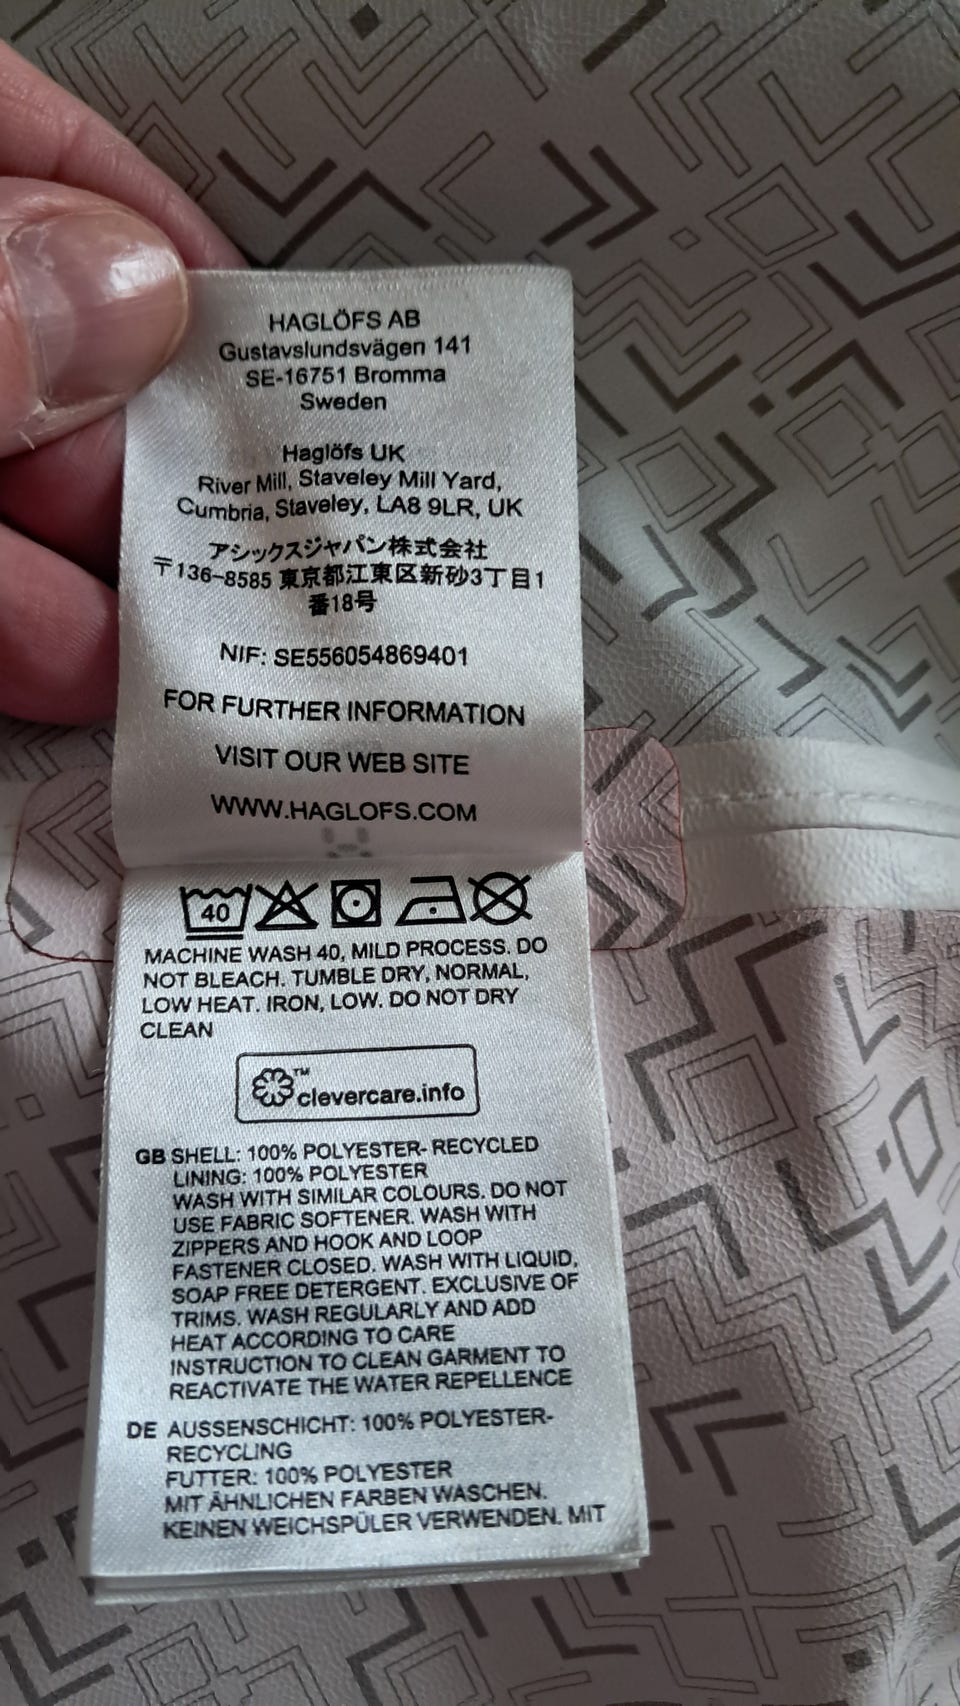 HAGLÖFS AB
Gustavslundsvägen 141
SE-16751 Bromma
Sweden
Haglöfs UK
River Mill, Staveley Mill Yard,
Cumbria, Staveley, LA8 9LR, UK
アシックスジャパン株式会社
〒136-8585 東京都江東区新砂3丁目1
番18号
NIF: SE556054869401
FOR FURTHER INFORMATION
VISIT OUR WEB SITE
WWW.HAGLOFS.COM
40
MACHINE WASH 40, MILD PROCESS. DO
NOT BLEACH. TUMBLE DRY, NORMAL,
LOW HEAT. IRON, LOW. DO NOT DRY
CLEAN
™
clevercare.info
GB SHELL: 100% POLYESTER- RECYCLED
LINING: 100% POLYESTER
WASH WITH SIMILAR COLOURS. DO NOT
USE FABRIC SOFTENER. WASH WITH
ZIPPERS AND HOOK AND LOOP
FASTENER CLOSED. WASH WITH LIQUID,
SOAP FREE DETERGENT. EXCLUSIVE OF
TRIMS. WASH REGULARLY AND ADD
HEAT ACCORDING TO CARE
INSTRUCTION TO CLEAN GARMENT TO
REACTIVATE THE WATER REPELLENCE
DE AUSSENSCHICHT: 100% POLYESTER-
RECYCLING
FUTTER: 100% POLYESTER
MIT ÄHNLICHEN FARBEN WASCHEN.
KEINEN WEICHSPÜLER VERWENDEN. MIT